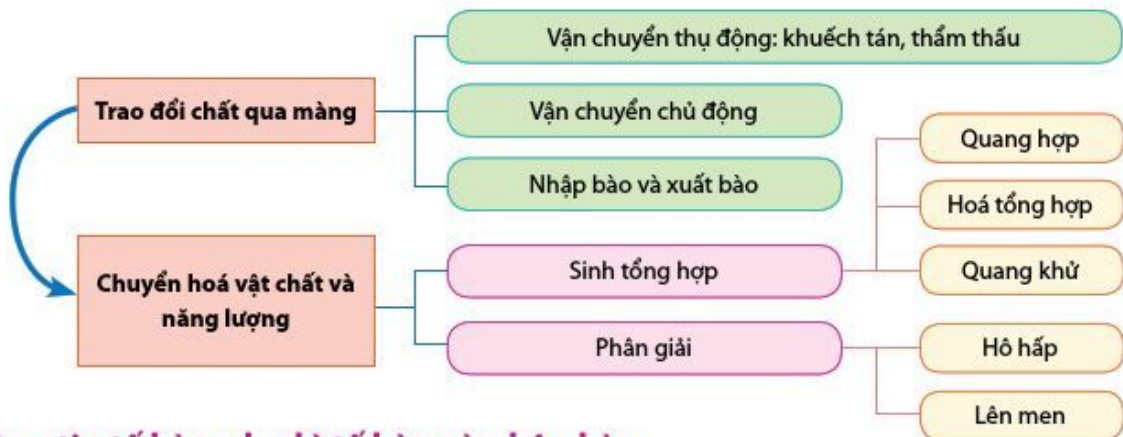 Vận chuyển thụ động: khuếch tán, thẩm thấu
Trao đổi chất qua màng
Vận chuyển chủ động
Nhập bào và xuất bào
Quang hợp
Hoá tổng hợp
Quang khử
Chuyển hoá vật chất và
năng lượng
Sinh tổng hợp
Phân giải
Hô hấp
Lên men